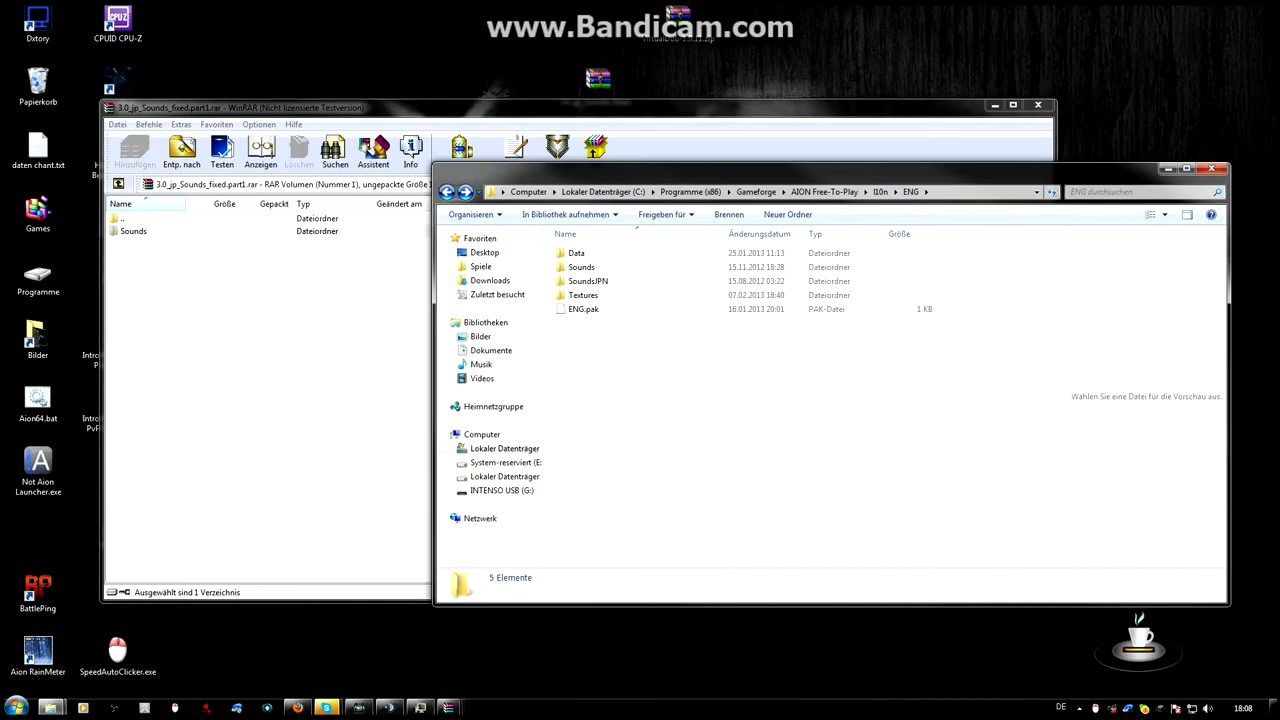 www.Bandicam.com
Dxtory
CPUID CPU-Z
Papierkorb
daten chant.txt
Games
Programme
Bilder
Aion64.bat
Not Aion
Launcher.exe
BattlePing
Aion RainMeter
SpeedAutoClicker.exe
3.0_jp_Sounds_fixed.part1.rar - WinRAR (Nicht lizensierte Testversion)
Datei Befehle Extras Favoriten Optionen Hilfe
Hinzufügen Entp. nach Testen Anzeigen Löschen Suchen Assistent Info
3.0_jp_Sounds_fixed.part1.rar - RAR Volumen (Nummer 1), ungepackte Größe 1
Name Größe Gepackt Typ Geändert am
.. Dateiordner
Sounds Dateiordner
Ausgewählt sind 1 Verzeichnis
Computer Lokaler Datenträger (C:) Programme (x86) Gameforge AION Free-To-Play l10n ENG
ENG durchsuchen
Organisieren In Bibliothek aufnehmen Freigeben für Brennen Neuer Ordner
Favoriten
Desktop
Spiele
Downloads
Zuletzt besucht
Bibliotheken
Bilder
Dokumente
Musik
Videos
Heimnetzgruppe
Computer
Lokaler Datenträger
System-reserviert (E:
Lokaler Datenträger
INTENSO USB (G:)
Netzwerk
Name Änderungsdatum Typ Größe
Data 25.01.2013 11:13 Dateiordner
Sounds 15.11.2012 18:28 Dateiordner
SoundsJPN 15.08.2012 03:22 Dateiordner
Textures 07.02.2013 18:40 Dateiordner
ENG.pak 16.01.2013 20:01 PAK-Datei 1 KB
Wählen Sie eine Datei für die Vorschau aus.
5 Elemente
DE
18:08